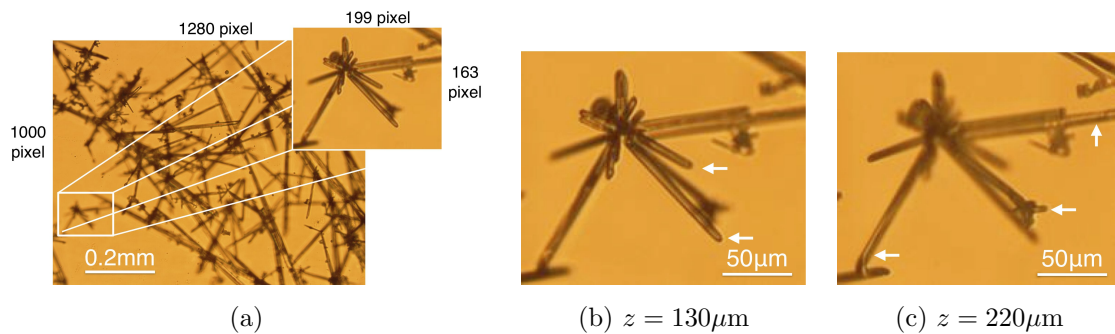 1280 pixel
199 pixel
163
pixel
1000
pixel
0.2mm
50µm
50µm
(a)
(b) z = 130µm
(c) z = 220µm